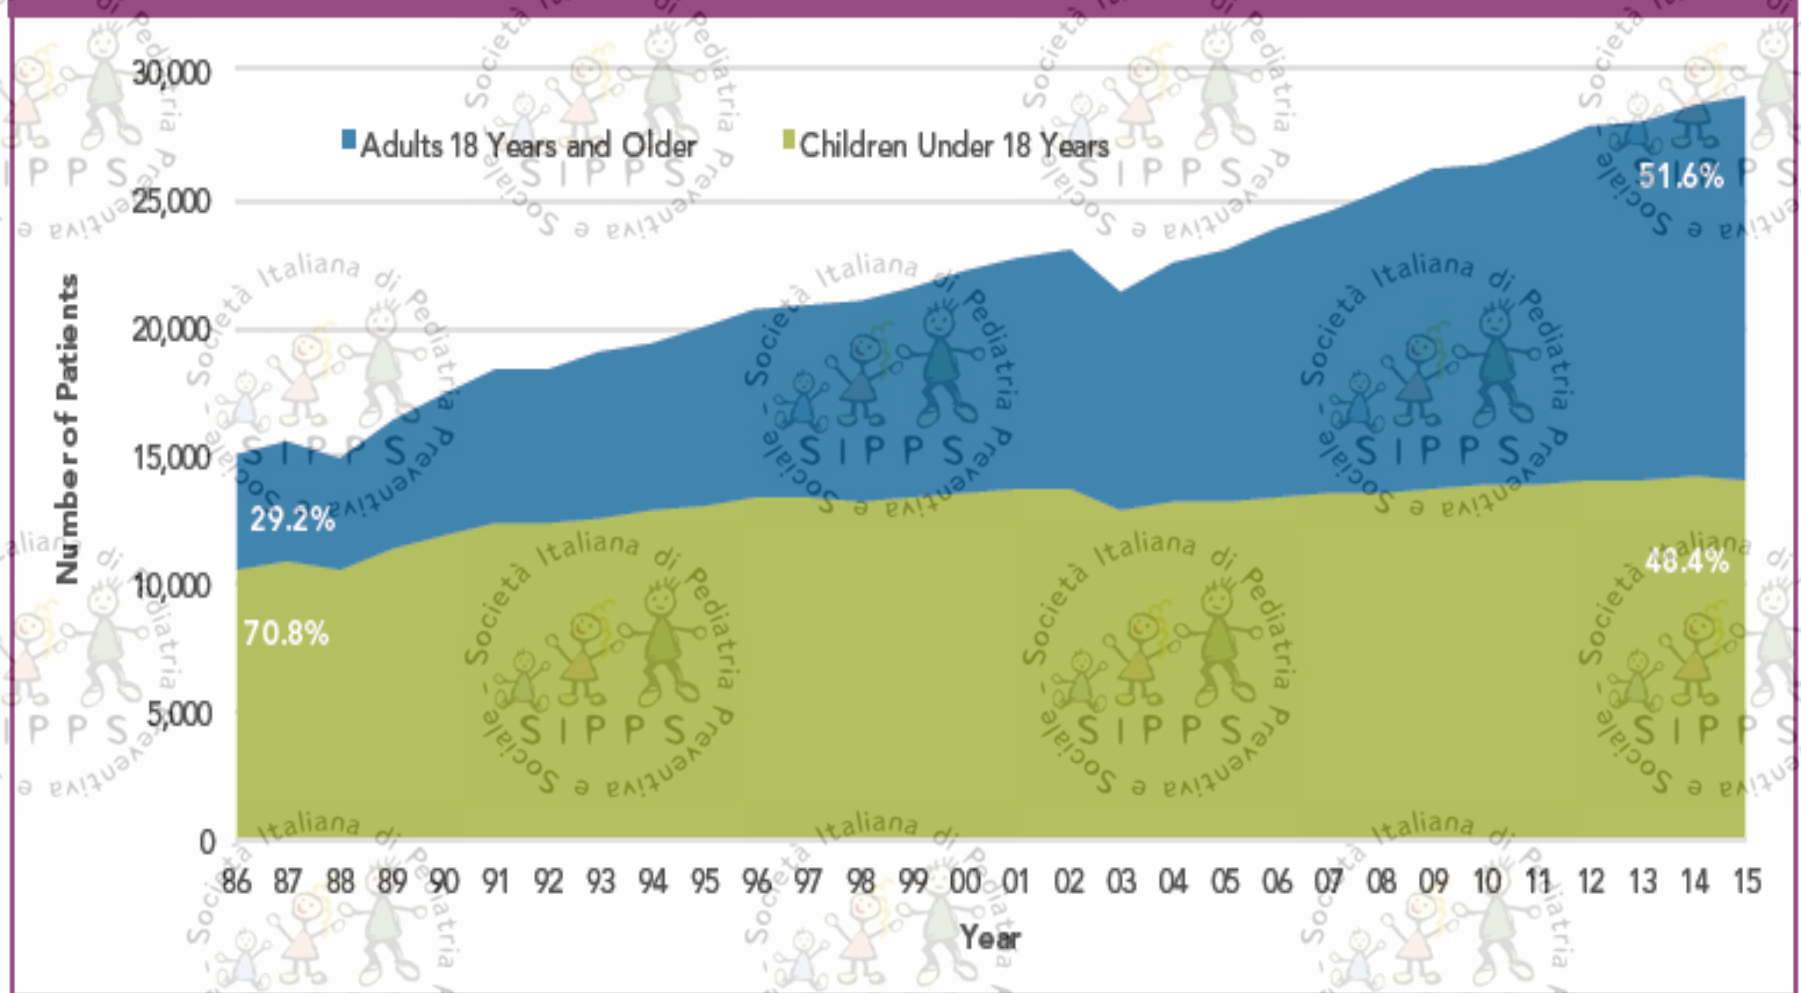 30,000
Adults 18 Years and Older
Children Under 18 Years
51.6%
25,000
20,000
15,000
29.2%
10,000
48.4%
70.8%
5,000
0
Number of Patients
86 87 88 89 90 91 92 93 94 95 96 97 98 99 00 01 02 03 04 05 06 07 08 09 10 11 12 13 14 15
Year
Società Italiana di Pediatria Preventiva e Sociale
SIPPS